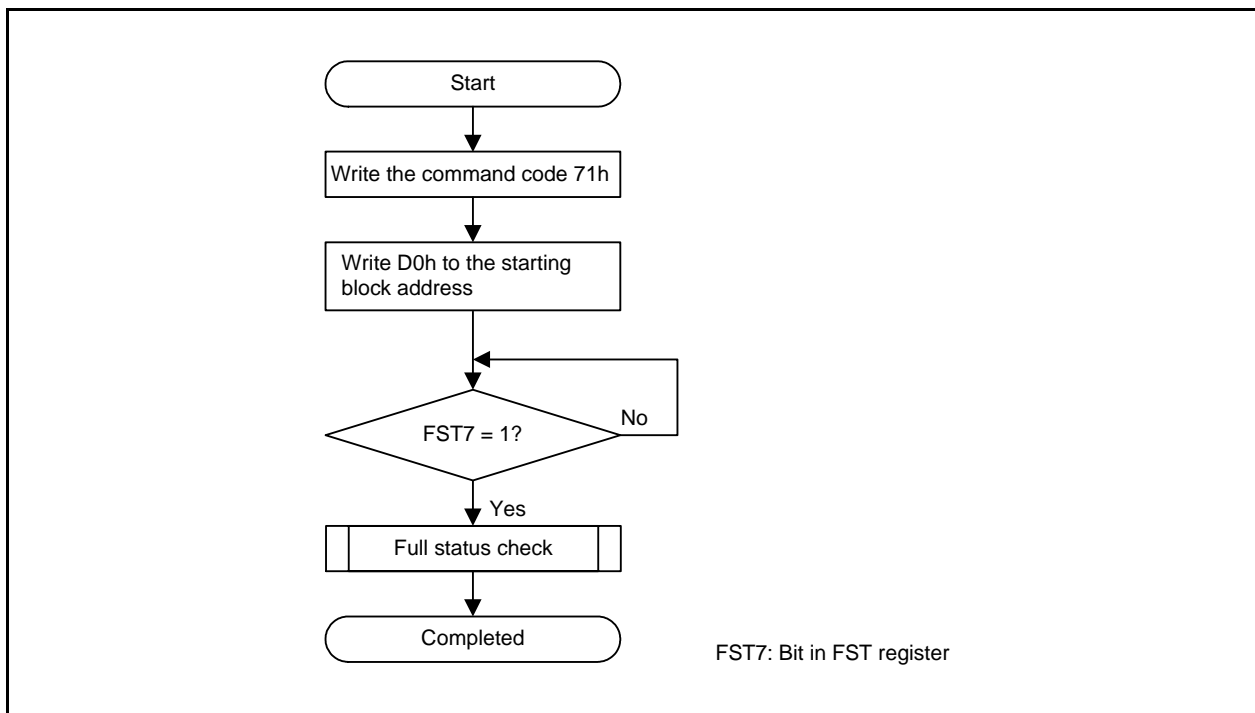 Start
Write the command code 71h
Write D0h to the starting
block address
FST7 = 1?
No
Yes
Full status check
Completed
FST7: Bit in FST register